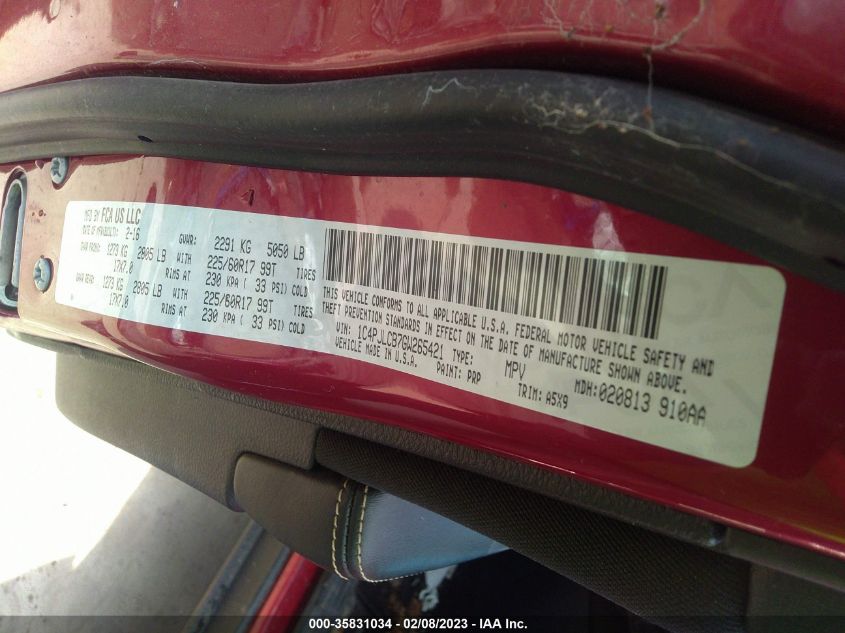 MFD BY FCA US LLC
DATE OF MFR: 2-16 GVWR: 2291 KG 5050 LB
GAWR FRONT: 1273 KG 2805 LB WITH 225/60R17 99T TIRES
17X7.0 RIMS AT 230 KPA ( 33 PSI) COLD
GAWR REAR: 1273 KG 2805 LB WITH 225/60R17 99T TIRES
17X7.0 RIMS AT 230 KPA ( 33 PSI) COLD
THIS VEHICLE CONFORMS TO ALL APPLICABLE U.S.A. FEDERAL MOTOR VEHICLE SAFETY AND
THEFT PREVENTION STANDARDS IN EFFECT ON THE DATE OF MANUFACTURE SHOWN ABOVE.
VIN: 1C4PJLCB7GW265421 TYPE: MPV MDH: 020813 910AA
VEHICLE MADE IN U.S.A. PAINT: PRP TRIM: A5X9
000-35831034 - 02/08/2023 - IAA Inc.